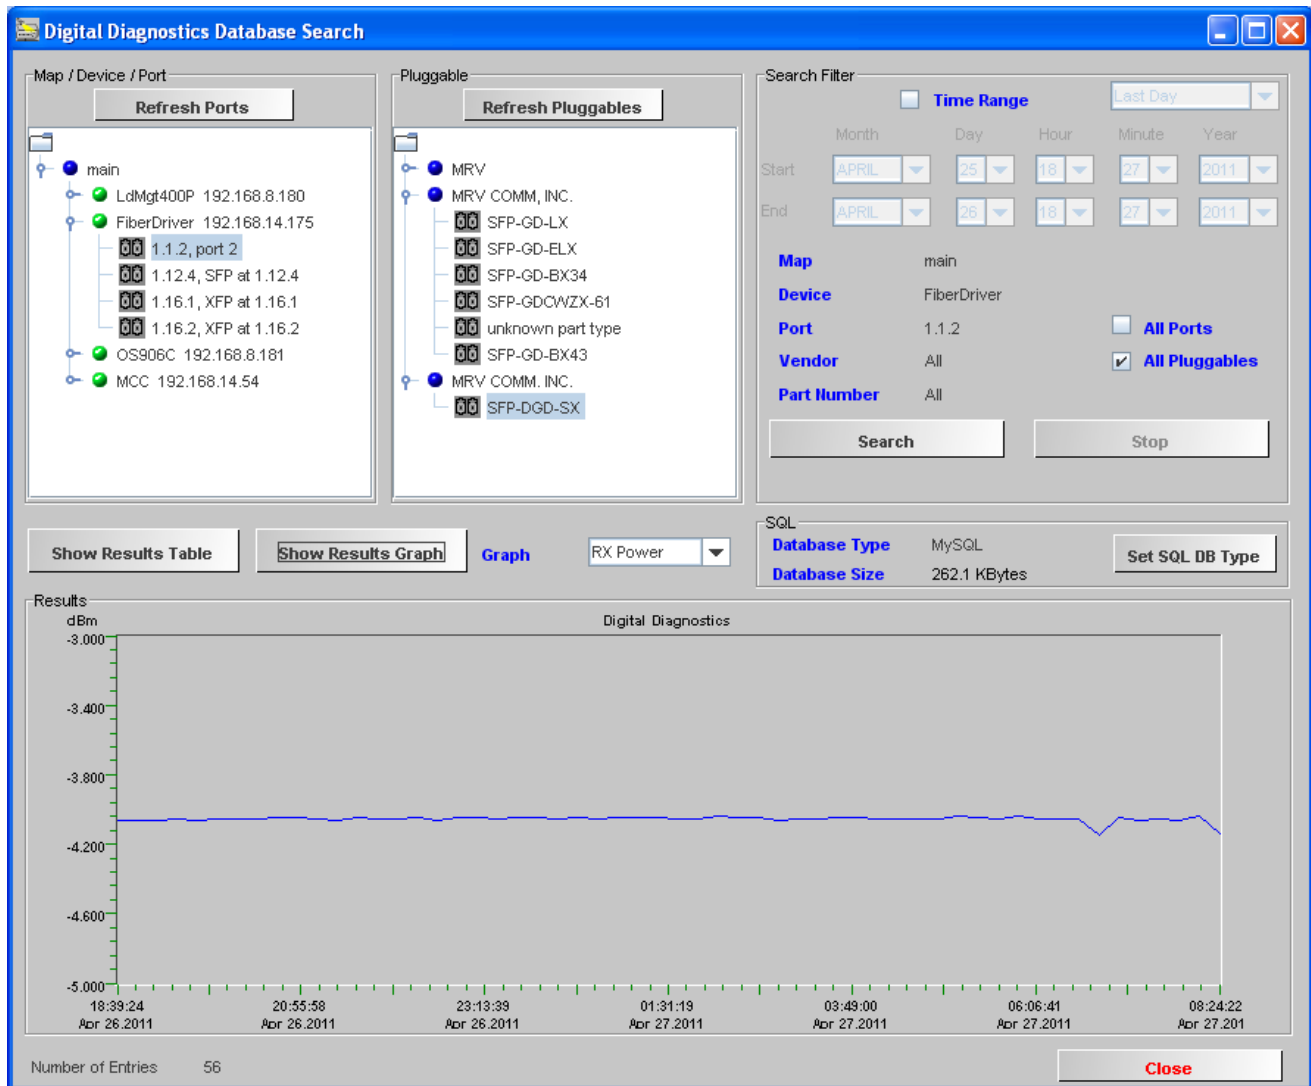 Digital Diagnostics Database Search
Map / Device / Port
Refresh Ports
main
LdMgt400P 192.168.8.180
FiberDriver 192.168.14.175
1.1.2, port 2
1.12.4, SFP at 1.12.4
1.16.1, XFP at 1.16.1
1.16.2, XFP at 1.16.2
OS906C 192.168.8.181
MCC 192.168.14.54
Pluggable
Refresh Pluggables
MRV
MRV COMM, INC.
SFP-GD-LX
SFP-GD-ELX
SFP-GD-BX34
SFP-GDCWZX-61
unknown part type
SFP-GD-BX43
MRV COMM. INC.
SFP-DGD-SX
Search Filter
Time Range Last Day
Month Day Hour Minute Year
Start APRIL 25 18 27 2011
End APRIL 26 18 27 2011
Map main
Device FiberDriver
Port 1.1.2 All Ports
Vendor All All Pluggables
Part Number All
Search Stop
Show Results Table Show Results Graph Graph RX Power
SQL
Database Type MySQL
Database Size 262.1 KBytes
Set SQL DB Type
Results
dBm Digital Diagnostics
-3.000
-3.400
-3.800
-4.200
-4.600
-5.000
18:39:24 20:55:58 23:13:39 01:31:19 03:49:00 06:06:41 08:24:22
Apr 26.2011 Apr 26.2011 Apr 26.2011 Apr 27.2011 Apr 27.2011 Apr 27.2011 Apr 27.201
Number of Entries 56
Close